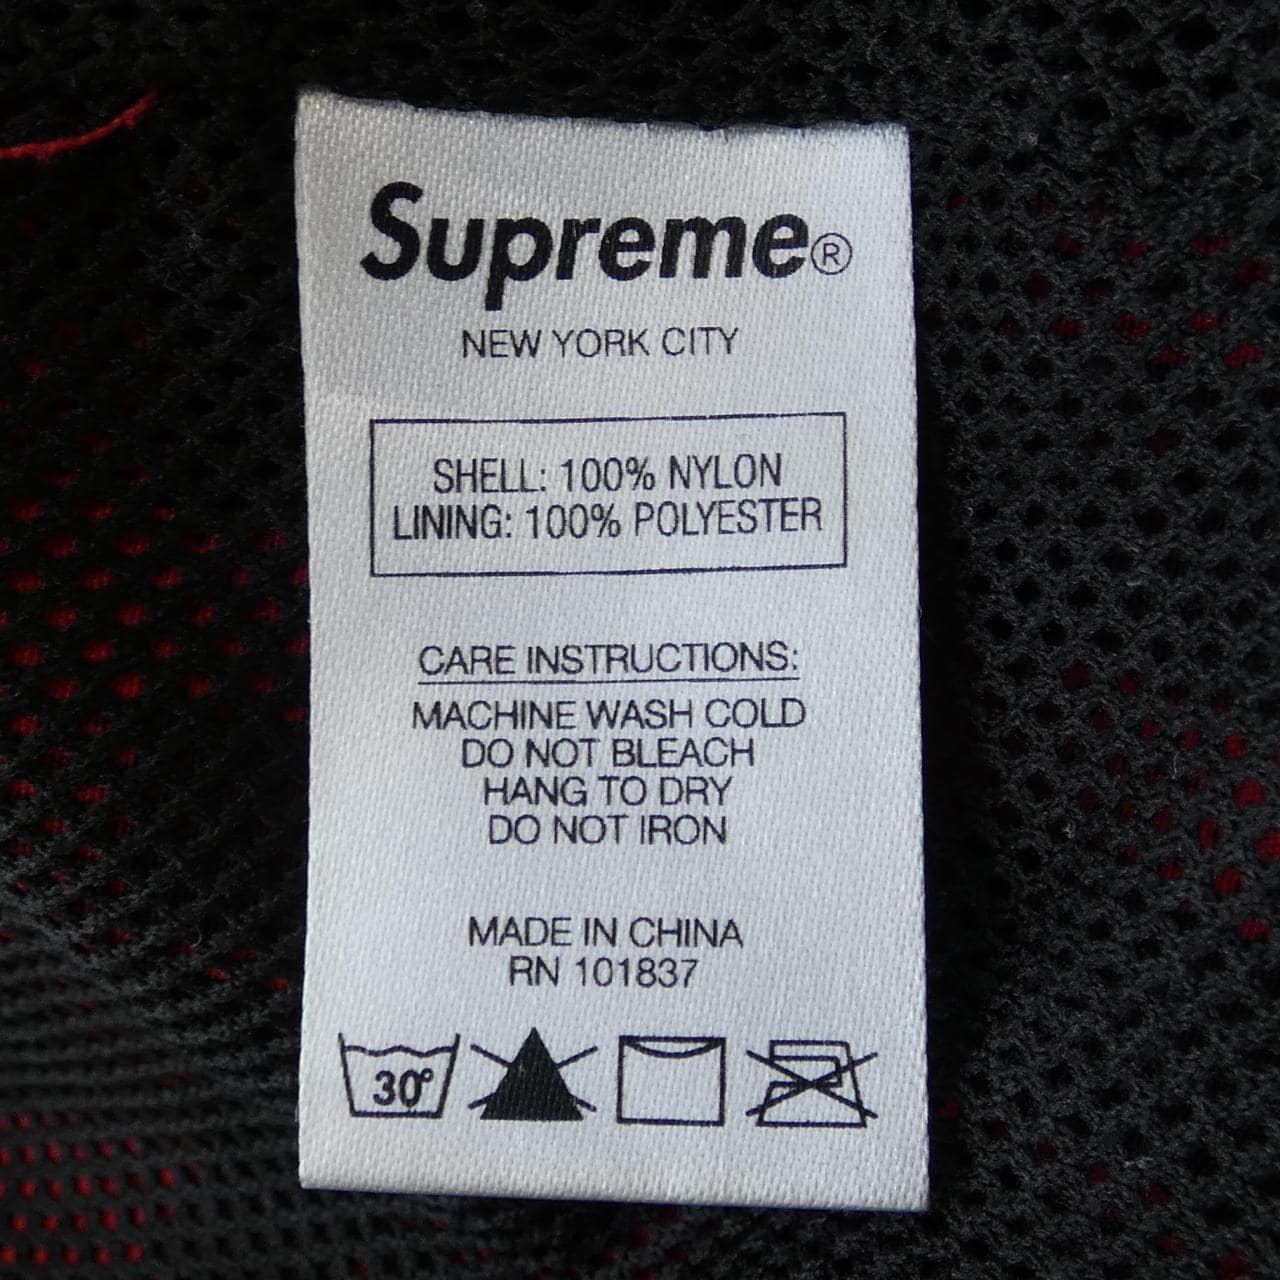 Supreme®
NEW YORK CITY
SHELL: 100% NYLON
LINING: 100% POLYESTER
CARE INSTRUCTIONS:
MACHINE WASH COLD
DO NOT BLEACH
HANG TO DRY
DO NOT IRON
MADE IN CHINA
RN 101837
30°